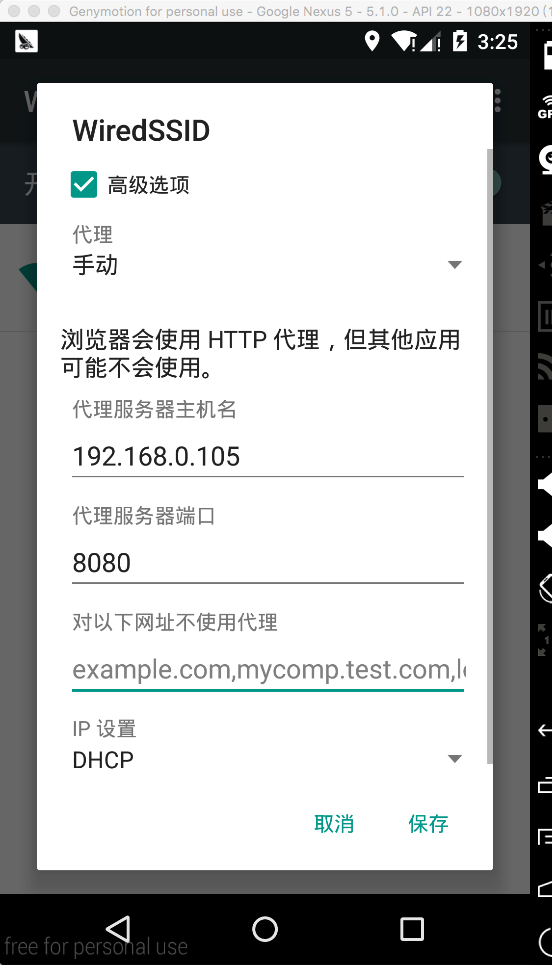 Genymotion for personal use - Google Nexus 5 - 5.1.0 - API 22 - 1080x1920 (
3:25
WiredSSID
高级选项
代理
手动
浏览器会使用 HTTP 代理，但其他应用
可能不会使用。
代理服务器主机名
192.168.0.105
代理服务器端口
8080
对以下网址不使用代理
example.com,mycomp.test.com,lo
IP 设置
DHCP
取消
保存
free for personal use